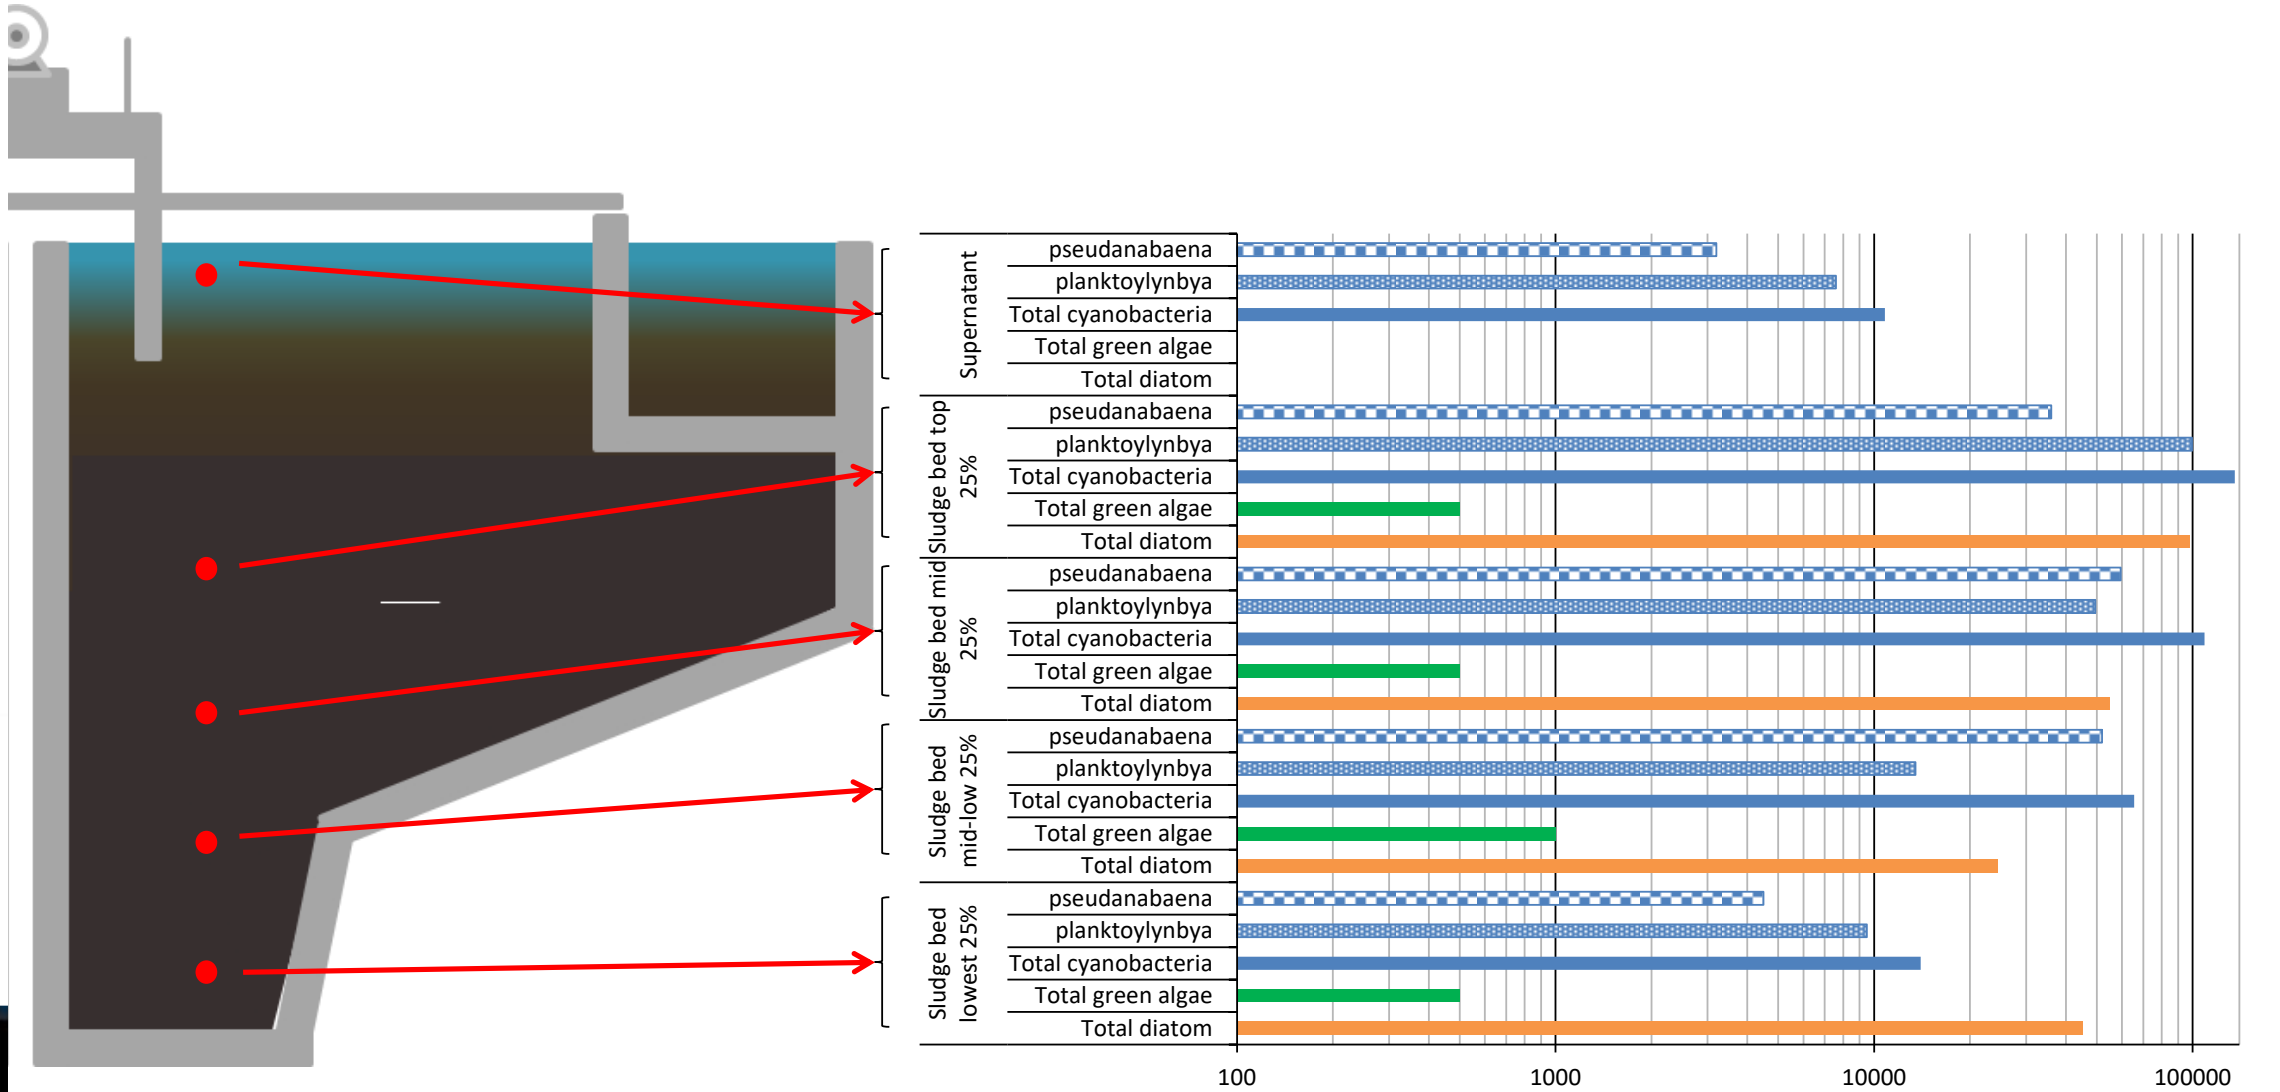 Supernatant
pseudanabaena
planktoylynbya
Total cyanobacteria
Total green algae
Total diatom
Sludge bed top
25%
pseudanabaena
planktoylynbya
Total cyanobacteria
Total green algae
Total diatom
Sludge bed mid
25%
pseudanabaena
planktoylynbya
Total cyanobacteria
Total green algae
Total diatom
Sludge bed
mid-low 25%
pseudanabaena
planktoylynbya
Total cyanobacteria
Total green algae
Total diatom
Sludge bed
lowest 25%
pseudanabaena
planktoylynbya
Total cyanobacteria
Total green algae
Total diatom
100 1000 10000 100000